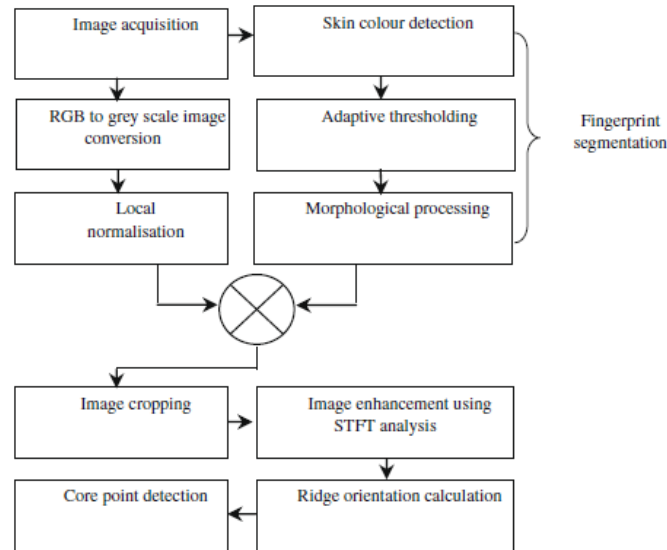 Image acquisition
Skin colour detection
RGB to grey scale image
conversion
Adaptive thresholding
Fingerprint
segmentation
Local
normalisation
Morphological processing
Image cropping
Image enhancement using
STFT analysis
Core point detection
Ridge orientation calculation